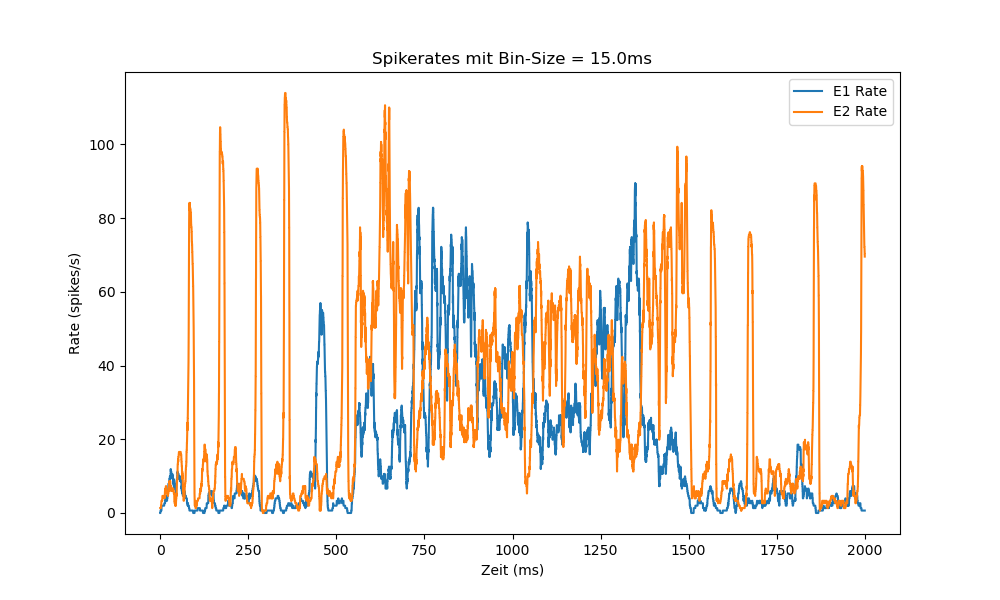 Spikerates mit Bin-Size = 15.0ms
E1 Rate
E2 Rate
Rate (spikes/s)
100
80
60
40
20
0
0 250 500 750 1000 1250 1500 1750 2000
Zeit (ms)